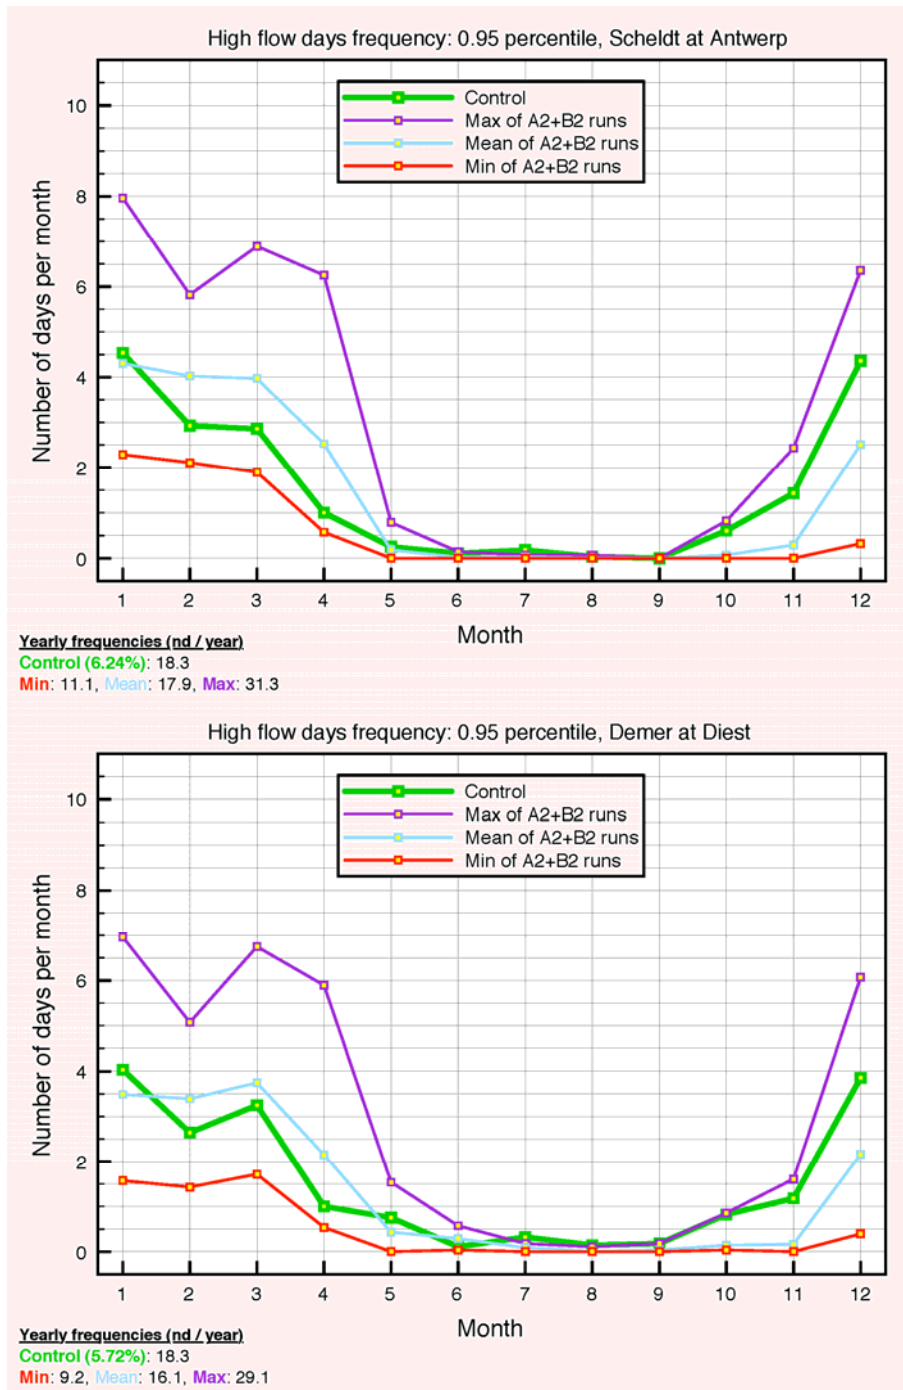 High flow days frequency: 0.95 percentile, Scheldt at Antwerp
Control
Max of A2+B2 runs
Mean of A2+B2 runs
Min of A2+B2 runs
Number of days per month
10
8
6
4
2
0
1 2 3 4 5 6 7 8 9 10 11 12
Month
Yearly frequencies (nd / year)
Control (6.24%): 18.3
Min: 11.1, Mean: 17.9, Max: 31.3
High flow days frequency: 0.95 percentile, Demer at Diest
Control
Max of A2+B2 runs
Mean of A2+B2 runs
Min of A2+B2 runs
Number of days per month
10
8
6
4
2
0
1 2 3 4 5 6 7 8 9 10 11 12
Month
Yearly frequencies (nd / year)
Control (5.72%): 18.3
Min: 9.2, Mean: 16.1, Max: 29.1